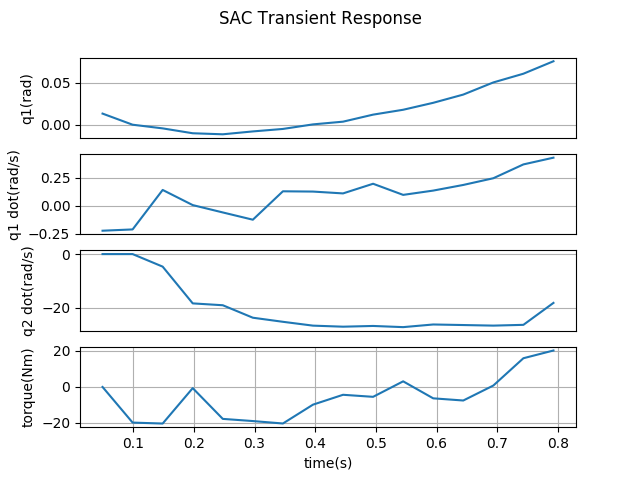 SAC Transient Response
q1(rad)
0.05
0.00
q1 dot(rad/s)
0.25
0.00
−0.25
q2 dot(rad/s)
0
−20
torque(Nm)
20
0
−20
0.1 0.2 0.3 0.4 0.5 0.6 0.7 0.8
time(s)